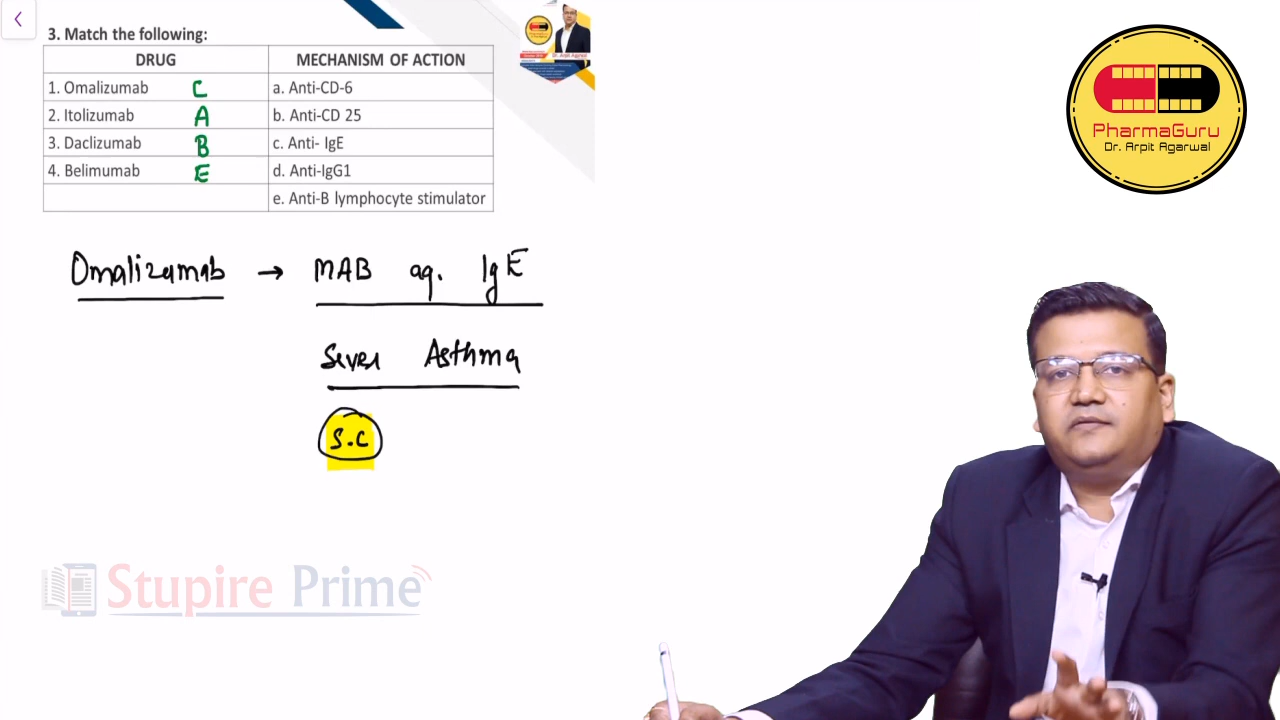 3. Match the following:
DRUG MECHANISM OF ACTION
1. Omalizumab C a. Anti-CD-6
2. Itolizumab A b. Anti-CD 25
3. Daclizumab B c. Anti- IgE
4. Belimumab E d. Anti-IgG1
e. Anti-B lymphocyte stimulator
Omalizumab → MAB ag. IgE
Sever Asthma
S.C
PharmaGuru
Dr. Arpit Agarwal
Stupire Prime